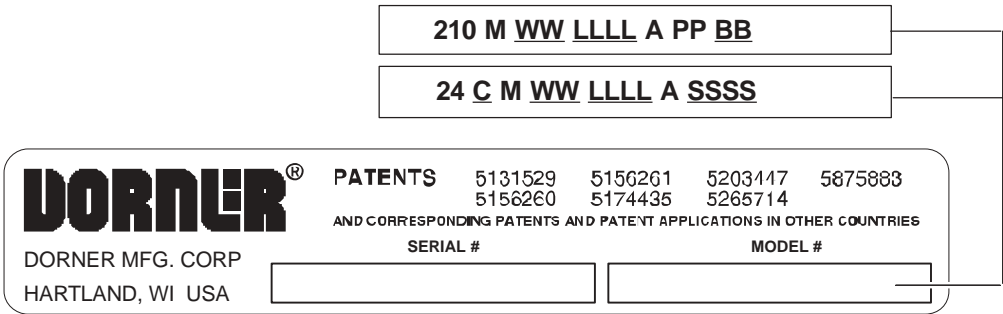 210 M WW LLLL A PP BB
24 C M WW LLLL A SSSS
DORNER®
PATENTS 5131529 5156261 5203447 5875883
5156260 5174435 5265714
AND CORRESPONDING PATENTS AND PATENT APPLICATIONS IN OTHER COUNTRIES
SERIAL # MODEL #
DORNER MFG. CORP
HARTLAND, WI USA